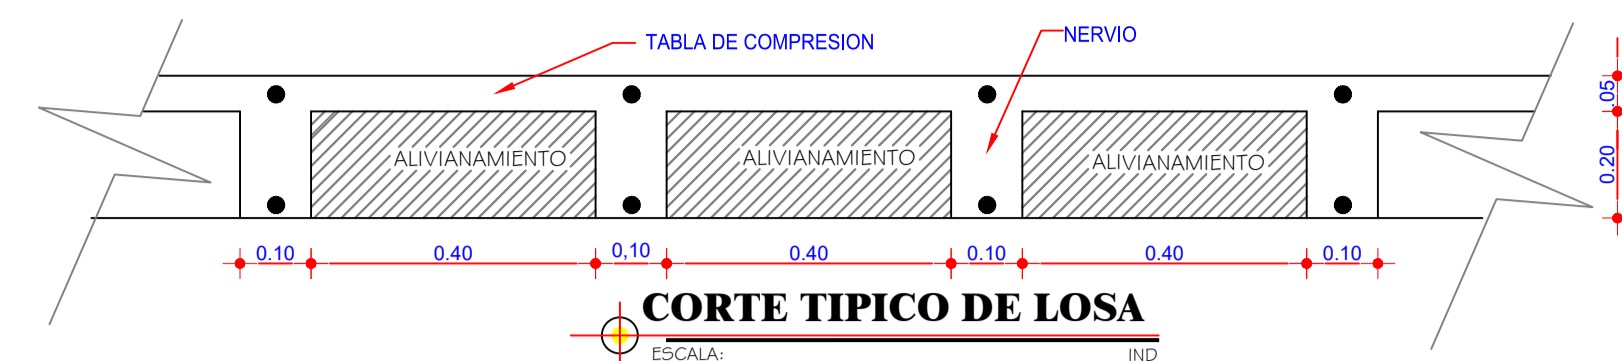 TABLA DE COMPRESION
NERVIO
.05
ALIVIANAMIENTO
ALIVIANAMIENTO
ALIVIANAMIENTO
0.20
0.10
0.40
0,10
0.40
0.10
0.40
0.10
CORTE TIPICO DE LOSA
ESCALA:
IND